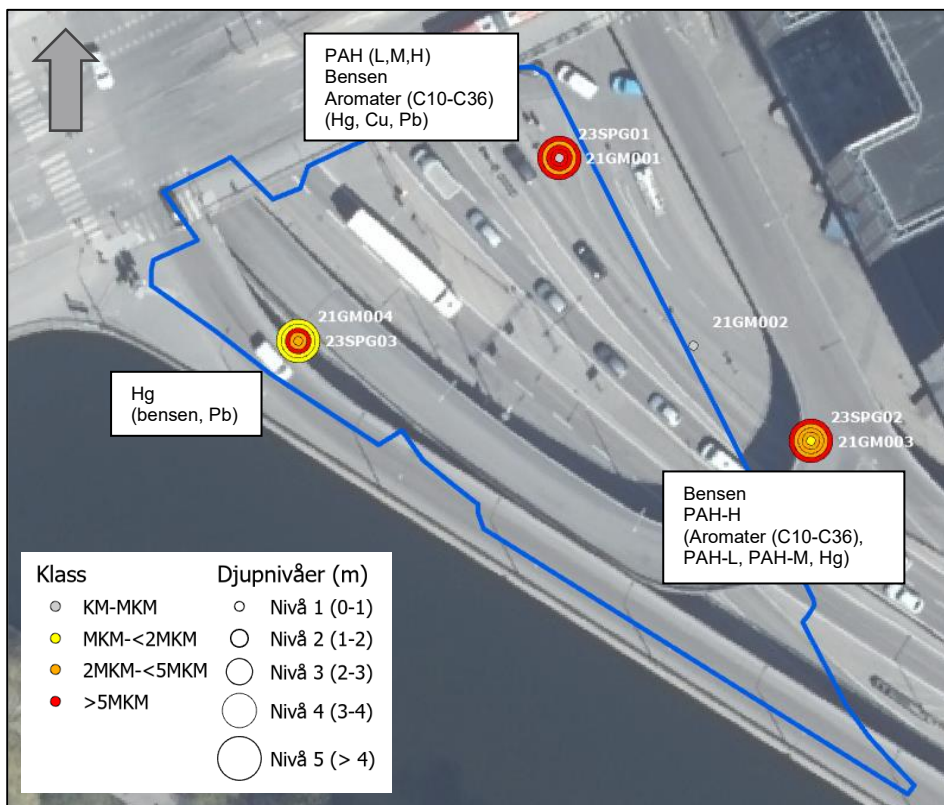 PAH (L,M,H)
Bensen
Aromater (C10-C36)
(Hg, Cu, Pb)
23SPG01
21GM001
21GM002
21GM004
23SPG03
Hg
(bensen, Pb)
23SPG02
21GM003
Bensen
PAH-H
(Aromater (C10-C36),
PAH-L, PAH-M, Hg)
Klass
KM-MKM
MKM-<2MKM
2MKM-<5MKM
>5MKM
Djupnivåer (m)
Nivå 1 (0-1)
Nivå 2 (1-2)
Nivå 3 (2-3)
Nivå 4 (3-4)
Nivå 5 (> 4)